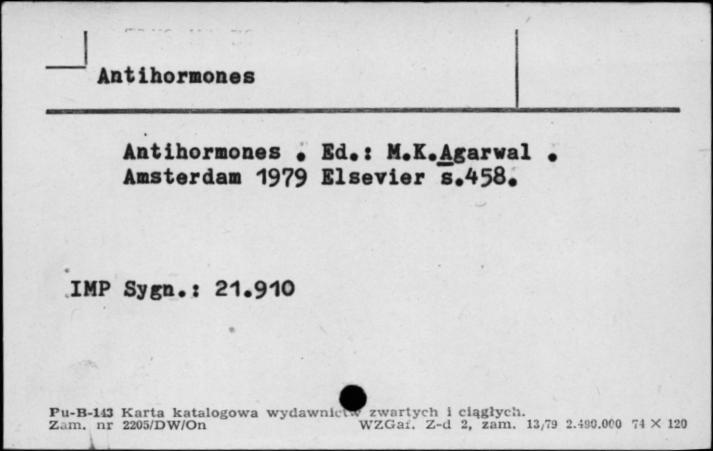 Antihormones
Antihormones . Ed.: M.K.Agarwal .
Amsterdam 1979 Elsevier s.458.
IMP Sygn.: 21.910
Pu-B-143 Karta katalogowa wydawnictw zwartych i ciągłych.
Zam. nr 2205/DW/On WZGraf. Z-d 2, zam. 13/79 2.490.000 74 X 120